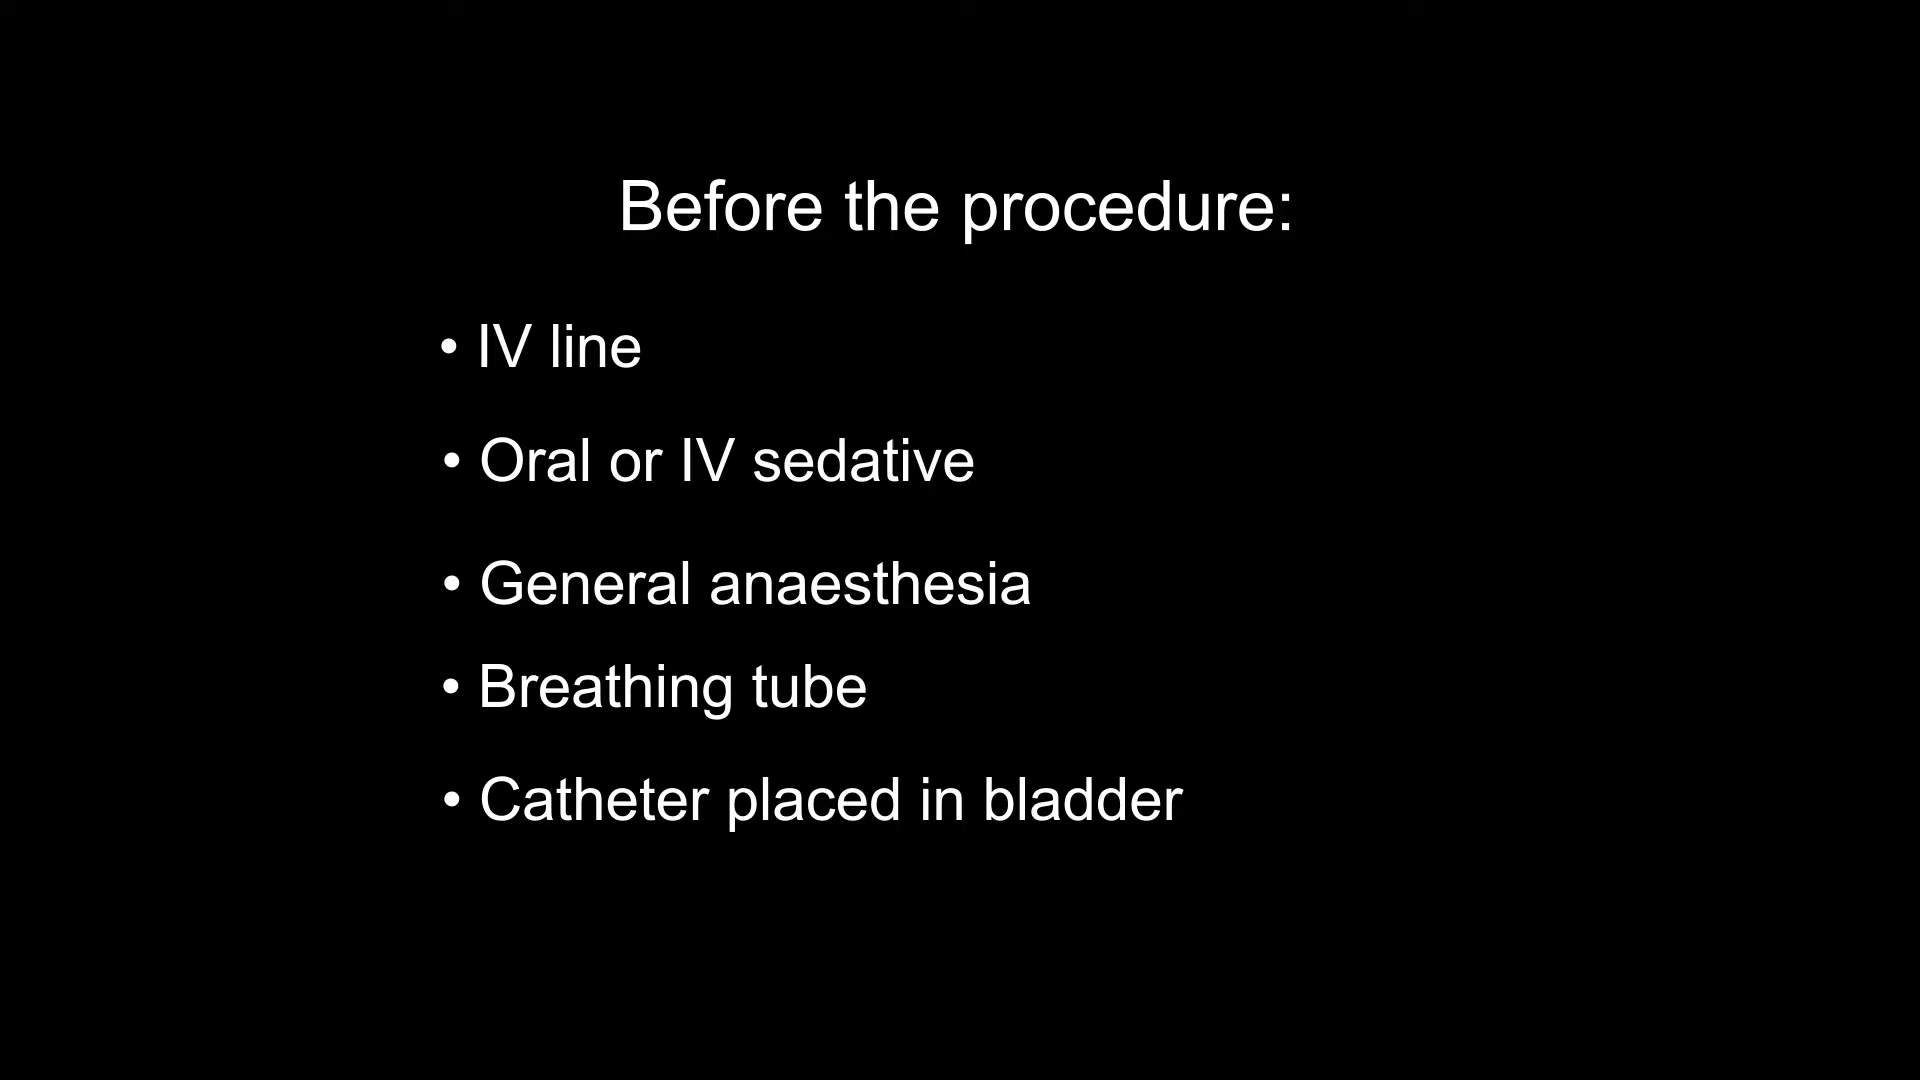 Before the procedure:
• IV line
• Oral or IV sedative
• General anaesthesia
• Breathing tube
• Catheter placed in bladder